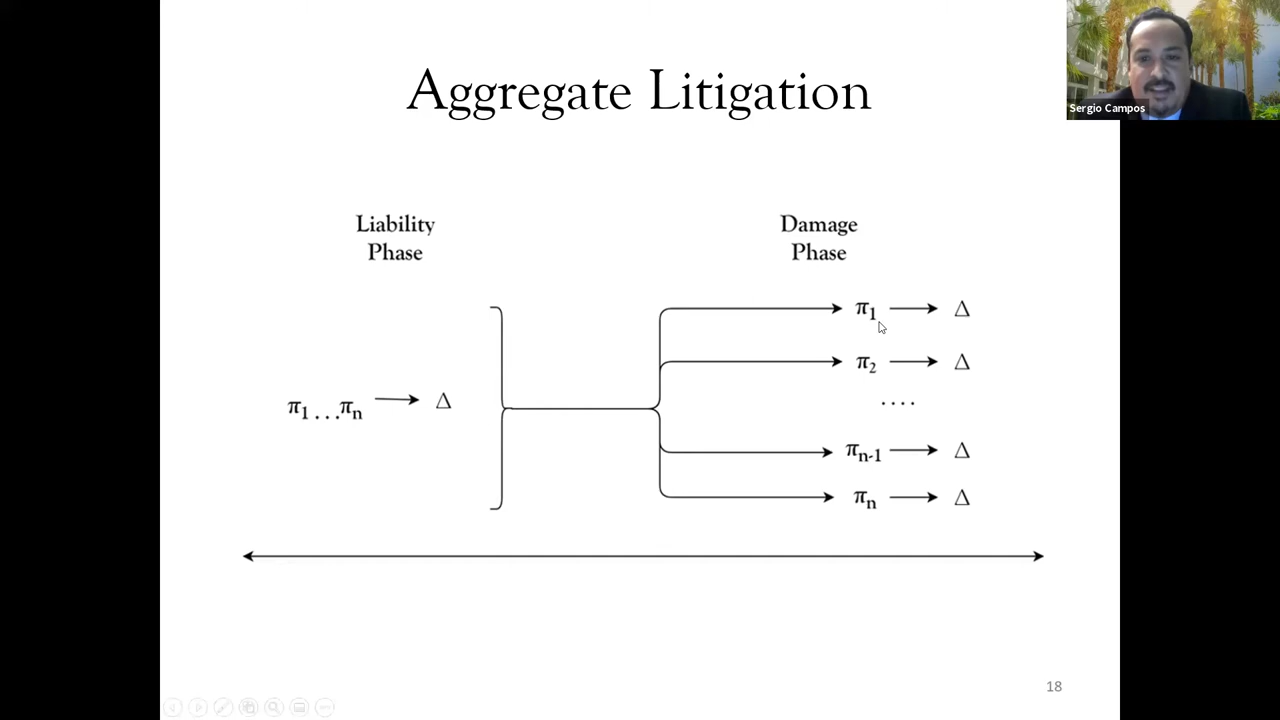 Aggregate Litigation
Sergio Campos
Liability
Phase
Damage
Phase
π1 ...πn → Δ
π1 → Δ
π2 → Δ
....
πn-1 → Δ
πn → Δ
18